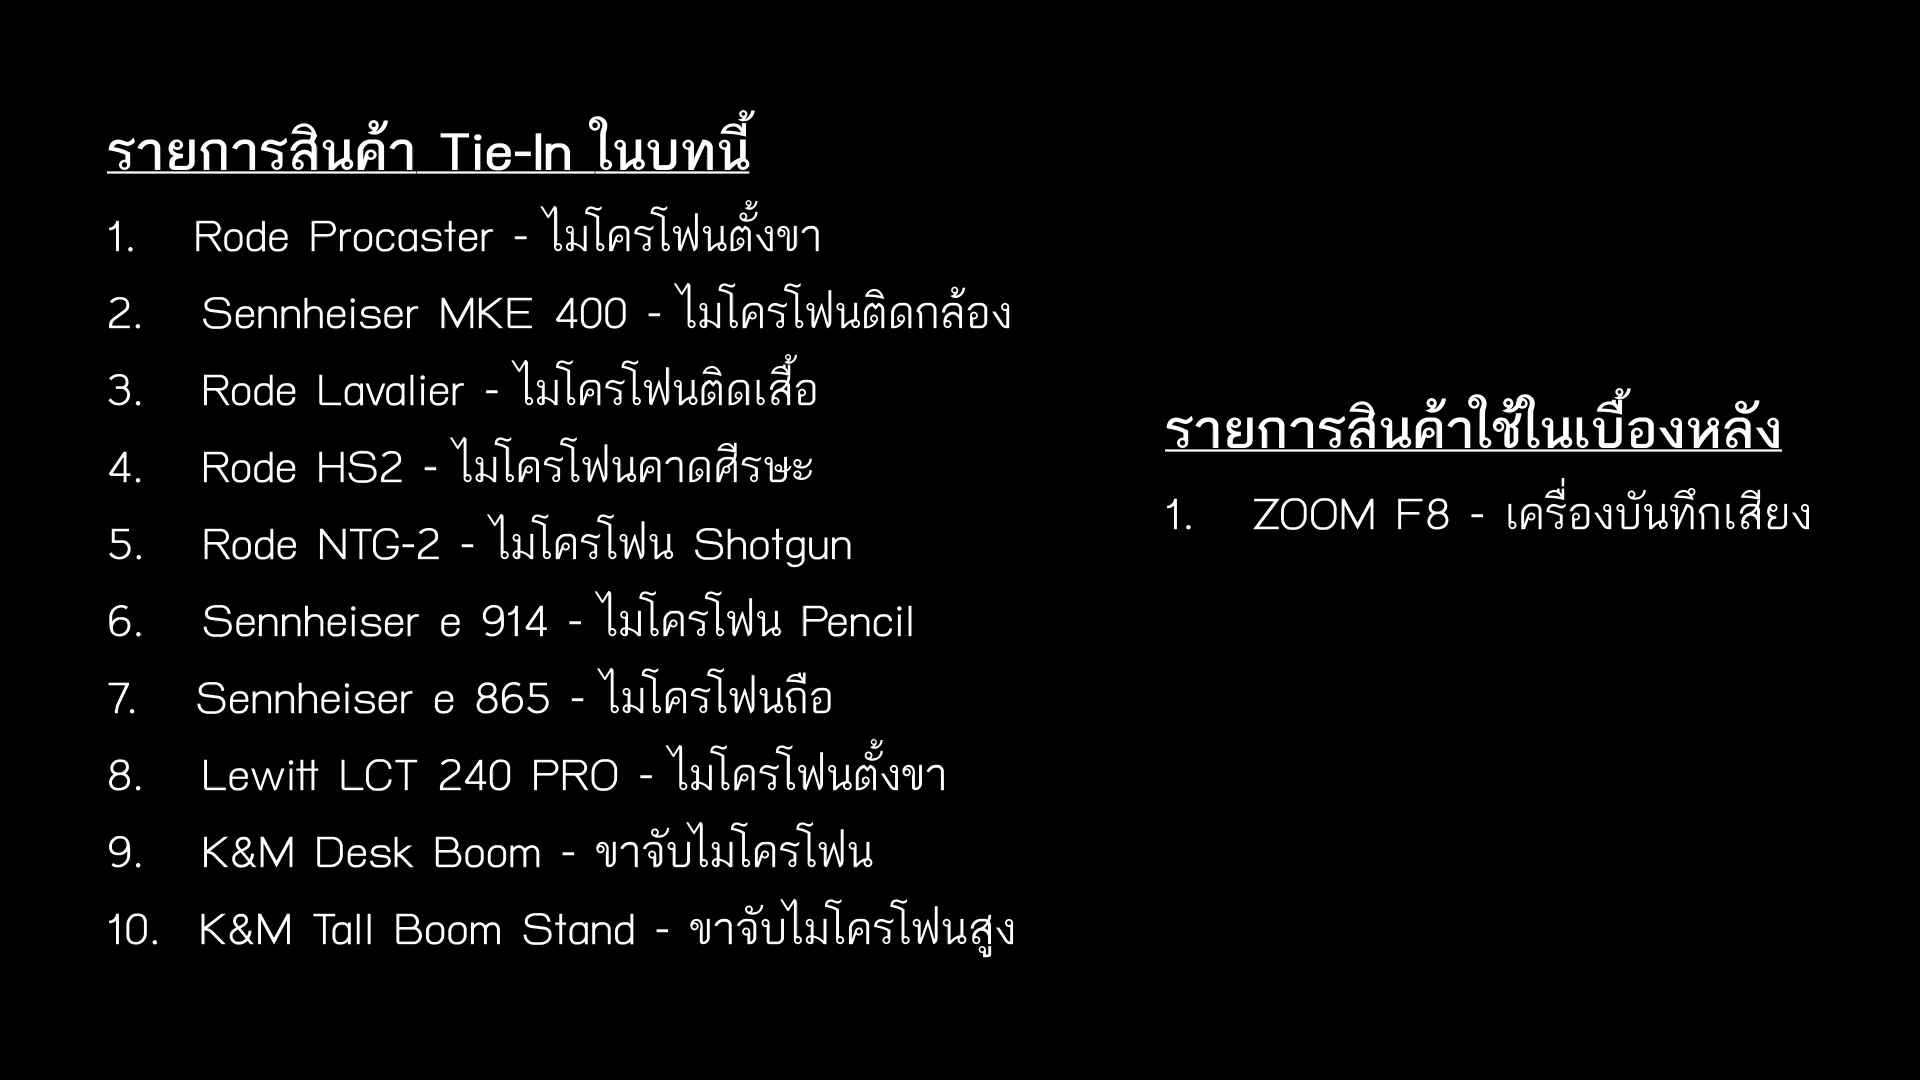 รายการสินค้า Tie-In ในบทนี้
1. Rode Procaster - ไมโครโฟนตั้งขา
2. Sennheiser MKE 400 - ไมโครโฟนติดกล้อง
3. Rode Lavalier - ไมโครโฟนติดเสื้อ
4. Rode HS2 - ไมโครโฟนคาดศีรษะ
5. Rode NTG-2 - ไมโครโฟน Shotgun
6. Sennheiser e 914 - ไมโครโฟน Pencil
7. Sennheiser e 865 - ไมโครโฟนถือ
8. Lewitt LCT 240 PRO - ไมโครโฟนตั้งขา
9. K&M Desk Boom - ขาจับไมโครโฟน
10. K&M Tall Boom Stand - ขาจับไมโครโฟนสูง
รายการสินค้าใช้ในเบื้องหลัง
1. ZOOM F8 - เครื่องบันทึกเสียง